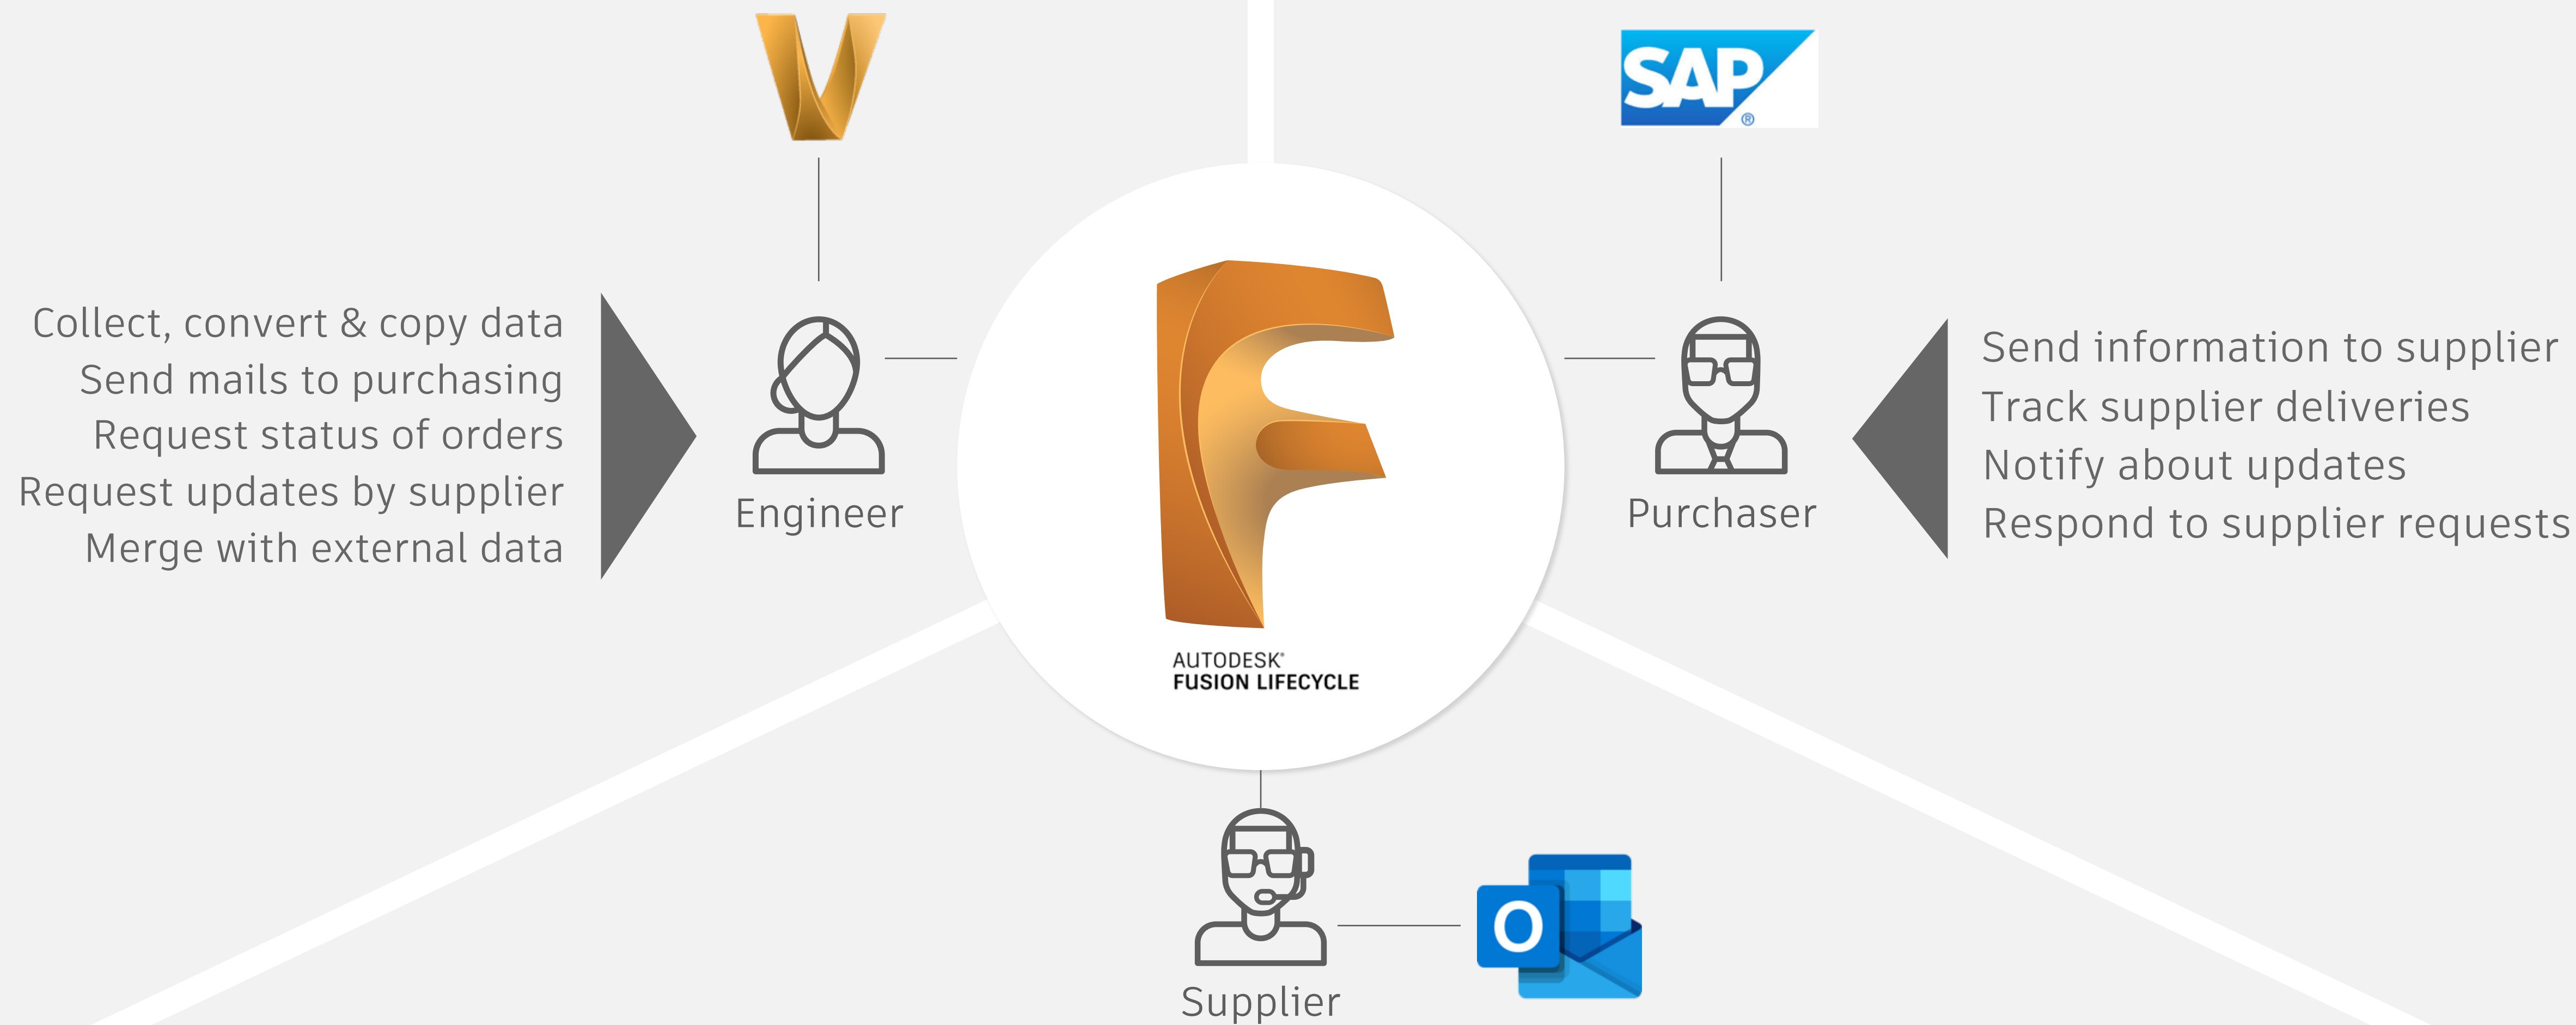 SAP
®
Collect, convert & copy data
Send mails to purchasing
Request status of orders
Request updates by supplier
Merge with external data
Engineer
AUTODESK®
FUSION LIFECYCLE
Purchaser
Send information to supplier
Track supplier deliveries
Notify about updates
Respond to supplier requests
Supplier
O